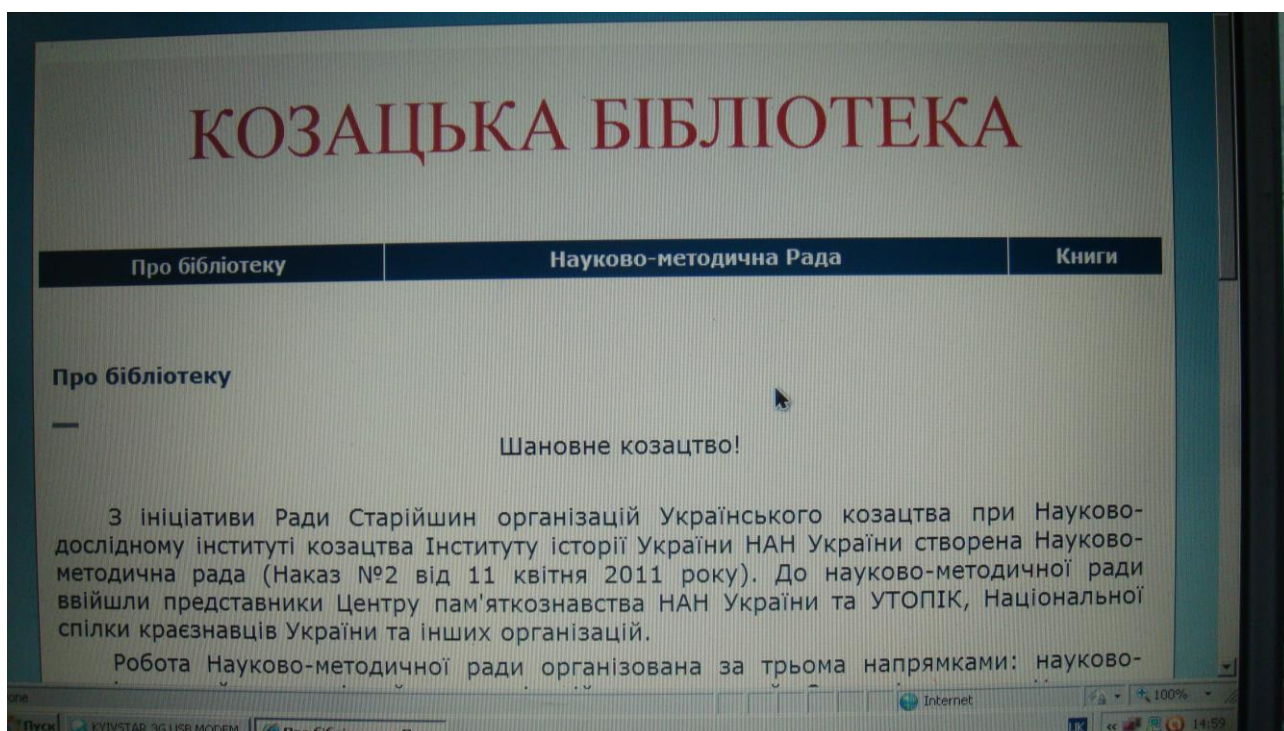 КОЗАЦЬКА БІБЛІОТЕКА
Про бібліотеку Науково-методична Рада Книги
Про бібліотеку
Шановне козацтво!
З ініціативи Ради Старійшин організацій Українського козацтва при Науково-
дослідному інституті козацтва Інституту історії України НАН України створена Науково-
методична рада (Наказ №2 від 11 квітня 2011 року). До науково-методичної ради
ввійшли представники Центру пам'яткознавства НАН України та УТОПІК, Національної
спілки краєзнавців України та інших організацій.
Робота Науково-методичної ради організована за трьома напрямками: науково-
Internet 100%
Пуск KYIVSTAR 3G USB MODEM UK 14:59